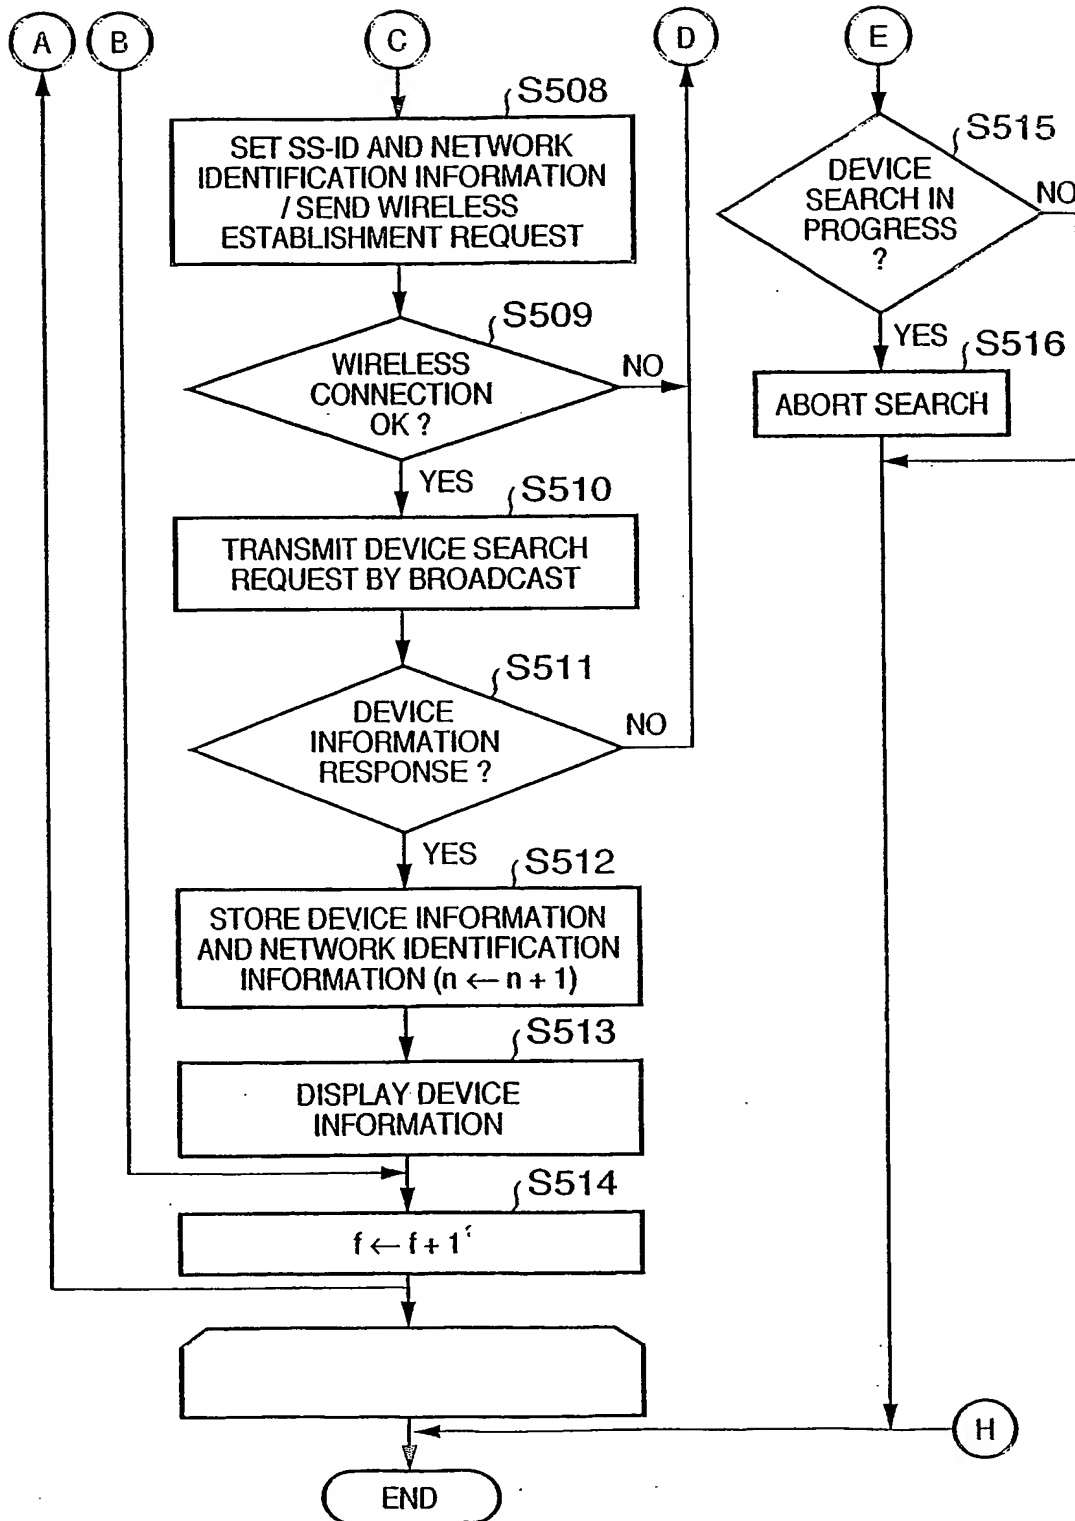 A
B
C
D
E
S508
SET SS-ID AND NETWORK
IDENTIFICATION INFORMATION
/ SEND WIRELESS
ESTABLISHMENT REQUEST
S509
WIRELESS
CONNECTION
OK ?
NO
YES
S510
TRANSMIT DEVICE SEARCH
REQUEST BY BROADCAST
S511
DEVICE
INFORMATION
RESPONSE ?
NO
YES
S512
STORE DEVICE INFORMATION
AND NETWORK IDENTIFICATION
INFORMATION (n ← n + 1)
S513
DISPLAY DEVICE
INFORMATION
S514
f ← f + 1
S515
DEVICE
SEARCH IN
PROGRESS
?
NO
YES
S516
ABORT SEARCH
H
END